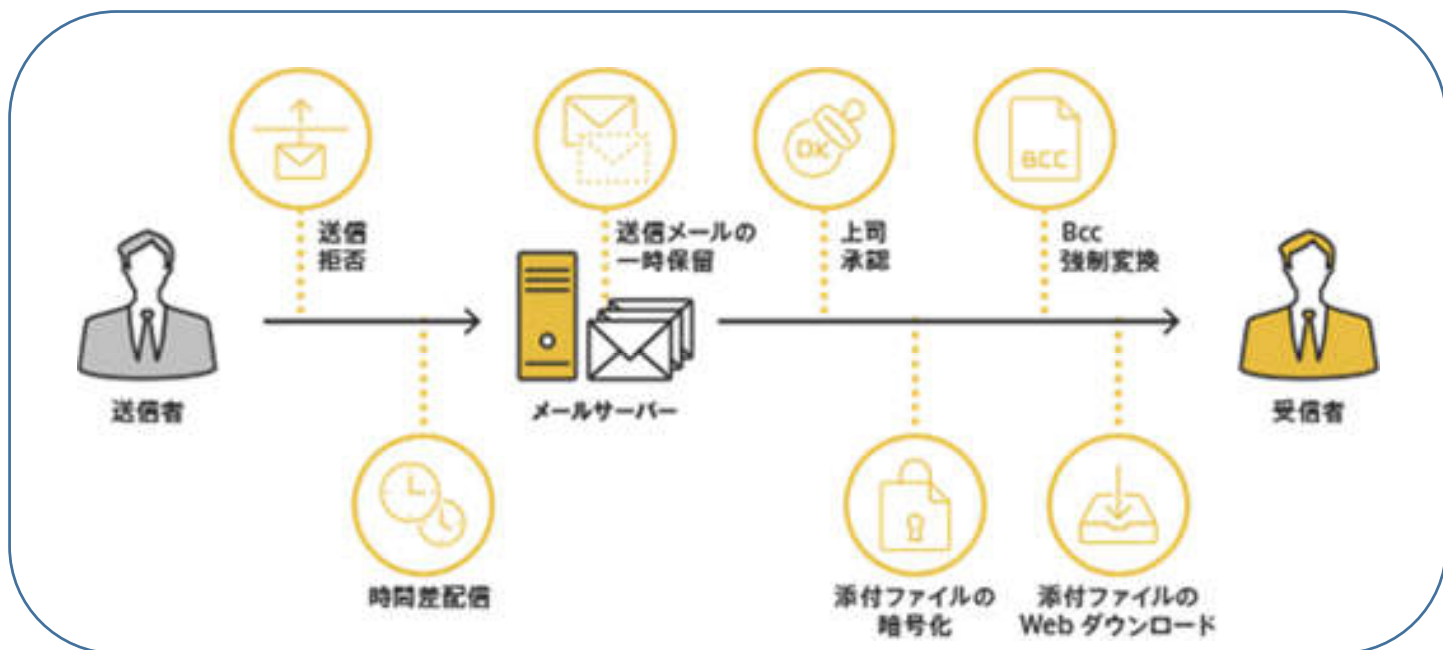 送信
拒否
送信メールの
一時保留
OK
上司
承認
BCC
Bcc
強制変換
送信者
メールサーバー
受信者
時間差配信
添付ファイルの
暗号化
添付ファイルの
Web ダウンロード